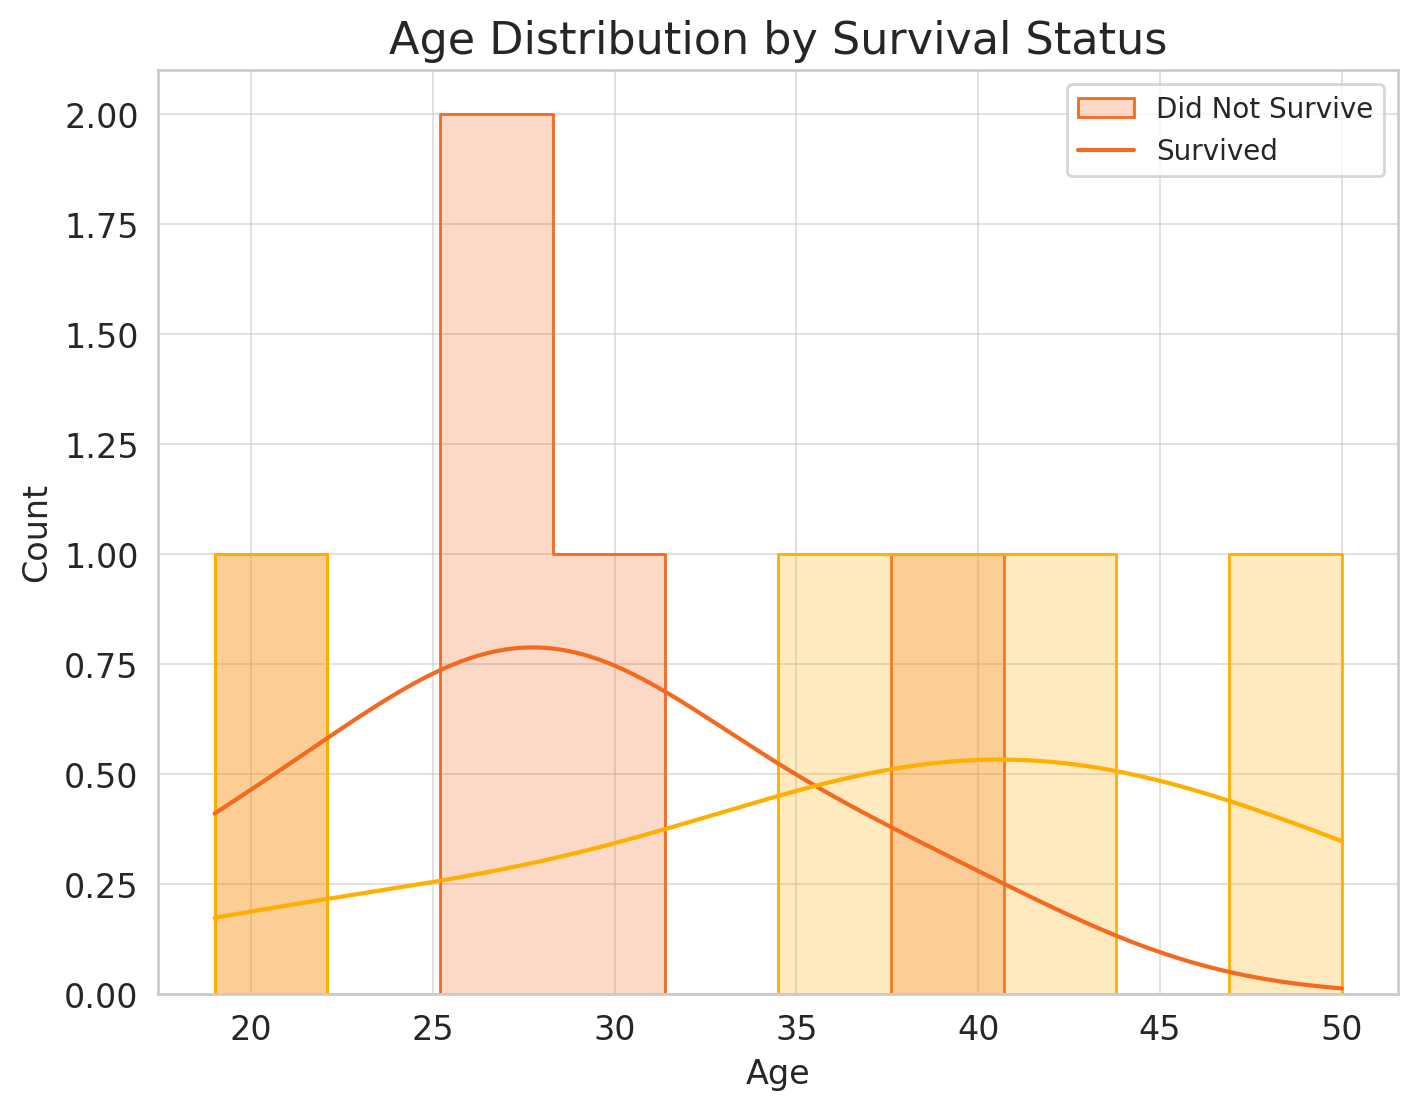 Age Distribution by Survival Status
Did Not Survive
Survived
2.00
1.75
1.50
1.25
1.00
0.75
0.50
0.25
0.00
Count
20 25 30 35 40 45 50
Age